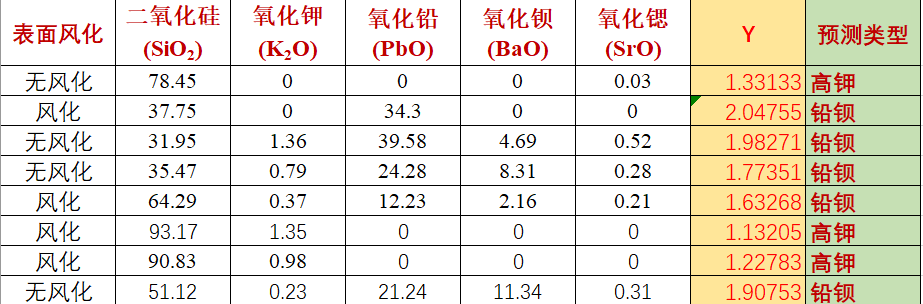 表面风化 二氧化硅(SiO2) 氧化钾(K2O) 氧化铅(PbO) 氧化钡(BaO) 氧化锶(SrO) Y 预测类型
无风化 78.45 0 0 0 0.03 1.33133 高钾
风化 37.75 0 34.3 0 0 2.04755 铅钡
无风化 31.95 1.36 39.58 4.69 0.52 1.98271 铅钡
无风化 35.47 0.79 24.28 8.31 0.28 1.77351 铅钡
风化 64.29 0.37 12.23 2.16 0.21 1.63268 铅钡
风化 93.17 1.35 0 0 0 1.13205 高钾
风化 90.83 0.98 0 0 0 1.22783 高钾
无风化 51.12 0.23 21.24 11.34 0.31 1.90753 铅钡